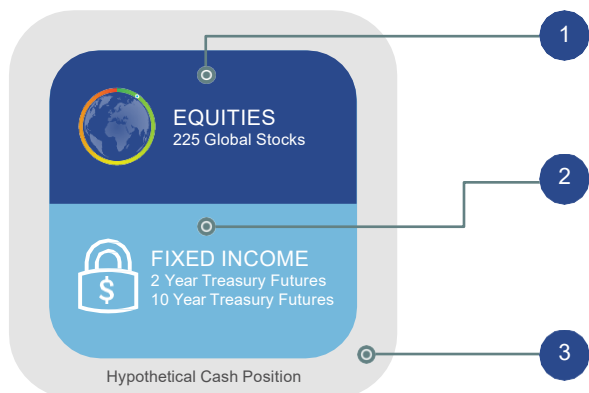 1
EQUITIES
225 Global Stocks
2
FIXED INCOME
2 Year Treasury Futures
10 Year Treasury Futures
$
3
Hypothetical Cash Position